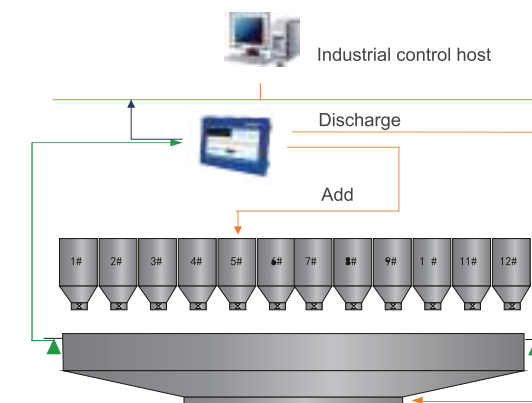 Industrial control host
Discharge
Add
1# 2# 3# 4# 5# 6# 7# 8# 9# 1 # 11# 12#